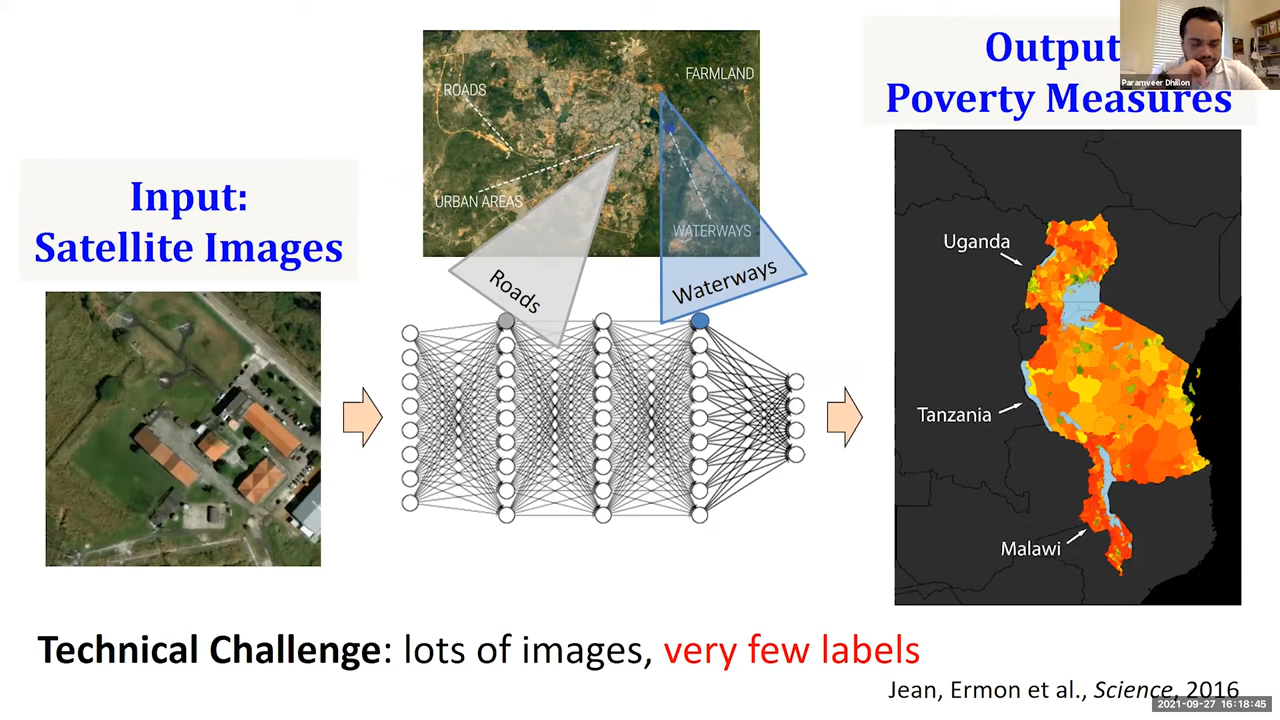 Input:
Satellite Images
ROADS
FARMLAND
URBAN AREAS
WATERWAYS
Roads
Waterways
Output
Poverty Measures
Paramveer Dhillon
Uganda
Tanzania
Malawi
Technical Challenge: lots of images, very few labels
Jean, Ermon et al., Science, 2016
2021-09-27 16:18:45